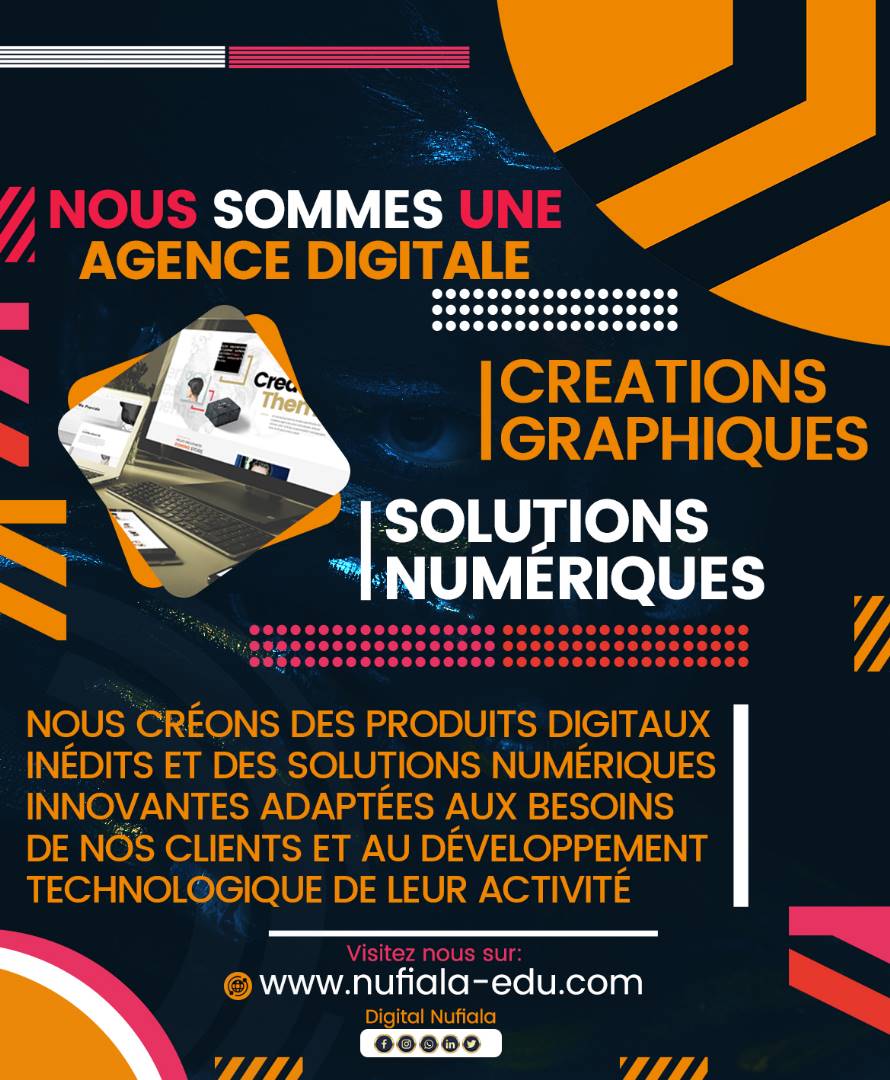 NOUS SOMMES UNE
AGENCE DIGITALE
Crea
Them
CREATIONS
GRAPHIQUES
SOLUTIONS
NUMÉRIQUES
NOUS CRÉONS DES PRODUITS DIGITAUX
INÉDITS ET DES SOLUTIONS NUMÉRIQUES
INNOVANTES ADAPTÉES AUX BESOINS
DE NOS CLIENTS ET AU DÉVELOPPEMENT
TECHNOLOGIQUE DE LEUR ACTIVITÉ
Visitez nous sur:
www.nufiala-edu.com
Digital Nufiala